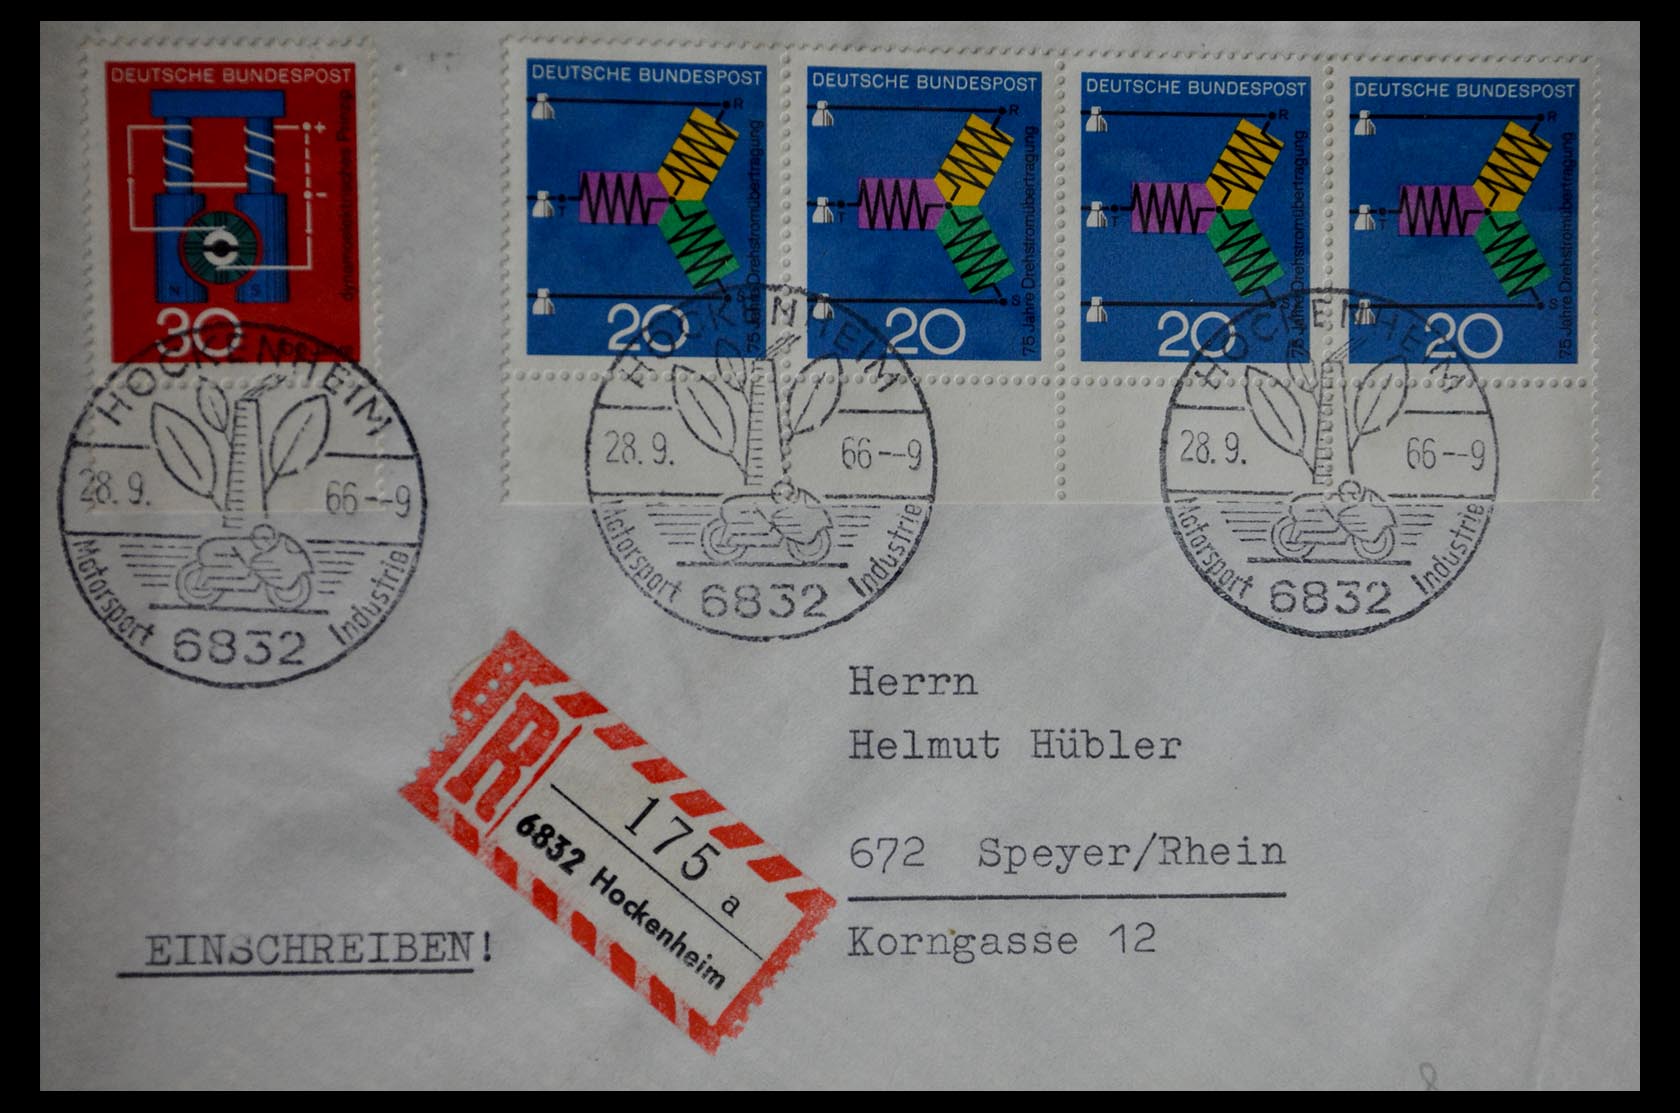 DEUTSCHE BUNDESPOST
+
-
N S
30
DEUTSCHE BUNDESPOST
R
T
S
75 Jahre Drehstromübertragung
20
DEUTSCHE BUNDESPOST
R
T
S
75 Jahre Drehstromübertragung
20
DEUTSCHE BUNDESPOST
R
T
75 Jahre Drehstromübertragung
20
DEUTSCHE BUNDESPOST
R
T
S
75 Jahre Drehstromübertragung
20
HOCKENHEIM
28.9. 66--9
Motorsport Industrie
6832
HOCKENHEIM
28.9. 66--9
Motorsport Industrie
6832
HOCKENHEIM
28.9. 66--9
Motorsport Industrie
6832
R
175 a
6832 Hockenheim
Herrn
Helmut Hübler
672 Speyer/Rhein
Korngasse 12
EINSCHREIBEN!
8